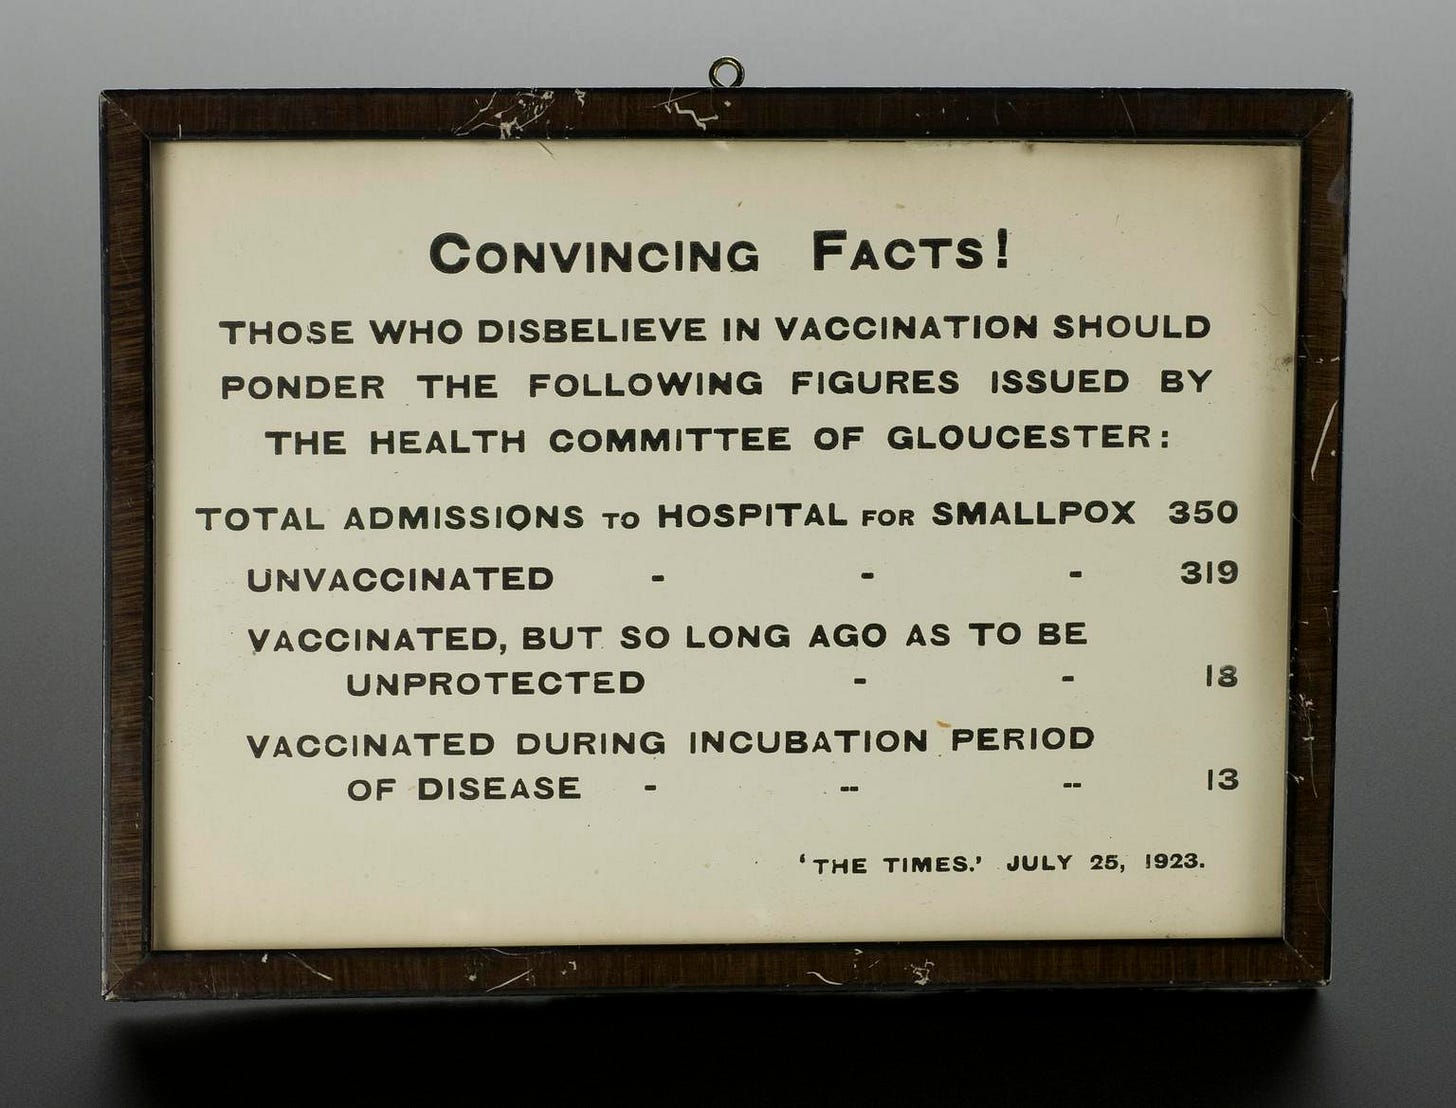 CONVINCING FACTS!
THOSE WHO DISBELIEVE IN VACCINATION SHOULD
PONDER THE FOLLOWING FIGURES ISSUED BY
THE HEALTH COMMITTEE OF GLOUCESTER:
TOTAL ADMISSIONS TO HOSPITAL FOR SMALLPOX 350
UNVACCINATED - - - 319
VACCINATED, BUT SO LONG AGO AS TO BE
UNPROTECTED - - 18
VACCINATED DURING INCUBATION PERIOD
OF DISEASE - -- -- 13
‘THE TIMES.’ JULY 25, 1923.